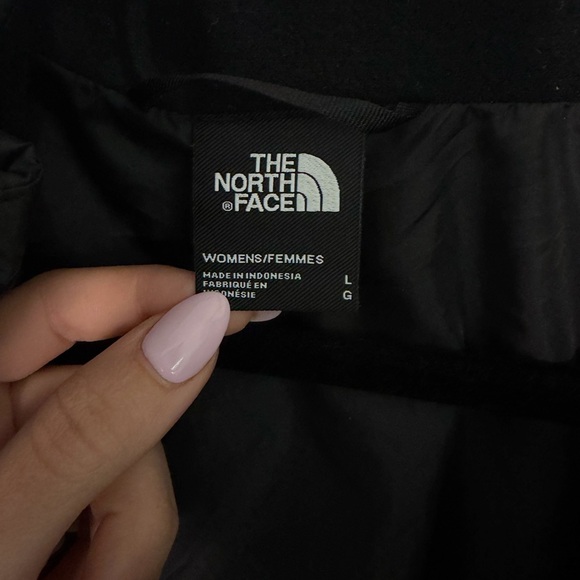 THE
NORTH
®FACE
WOMENS/FEMMES
MADE IN INDONESIA L
FABRIQUÉ EN G